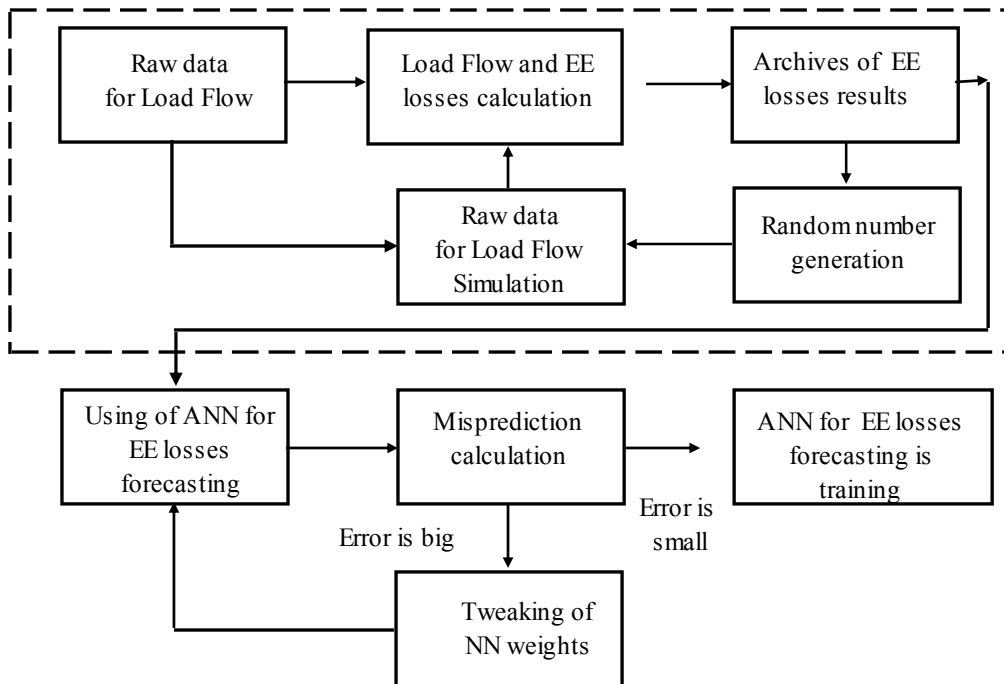 Raw data
for Load Flow
Load Flow and EE
losses calculation
Archives of EE
losses results
Raw data
for Load Flow
Simulation
Random number
generation
Using of ANN for
EE losses
forecasting
Misprediction
calculation
ANN for EE losses
forecasting is
training
Error is big
Error is
small
Tweaking of
NN weights